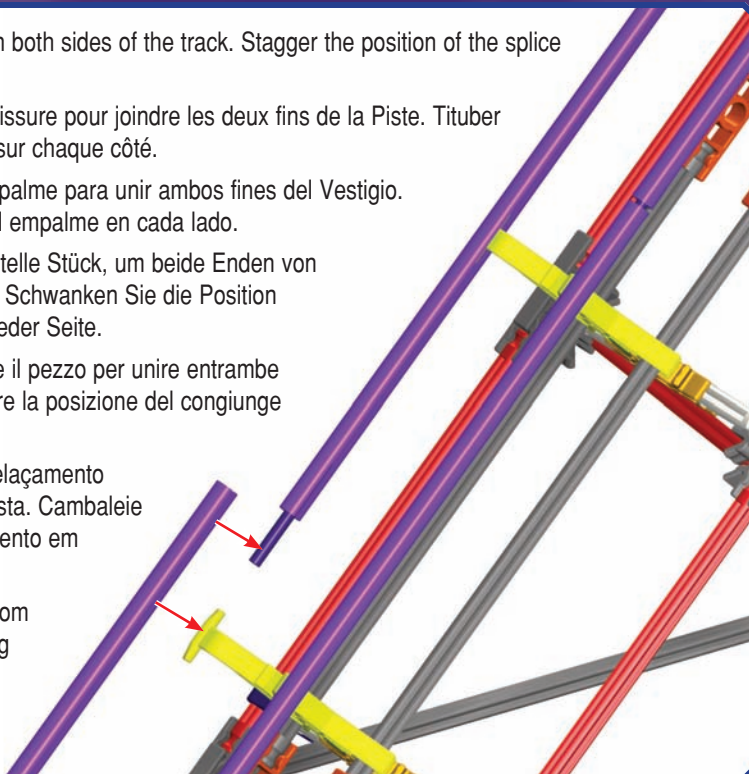 both sides of the track. Stagger the position of the splice
issure pour joindre les deux fins de la Piste. Tituber
sur chaque côté.
palme para unir ambos fines del Vestigio.
empalme en cada lado.
telle Stück, um beide Enden von
Schwanken Sie die Position
eder Seite.
il pezzo per unire entrambe
re la posizione del congiunge
elaçamento
sta. Cambaleie
ento em
om
g